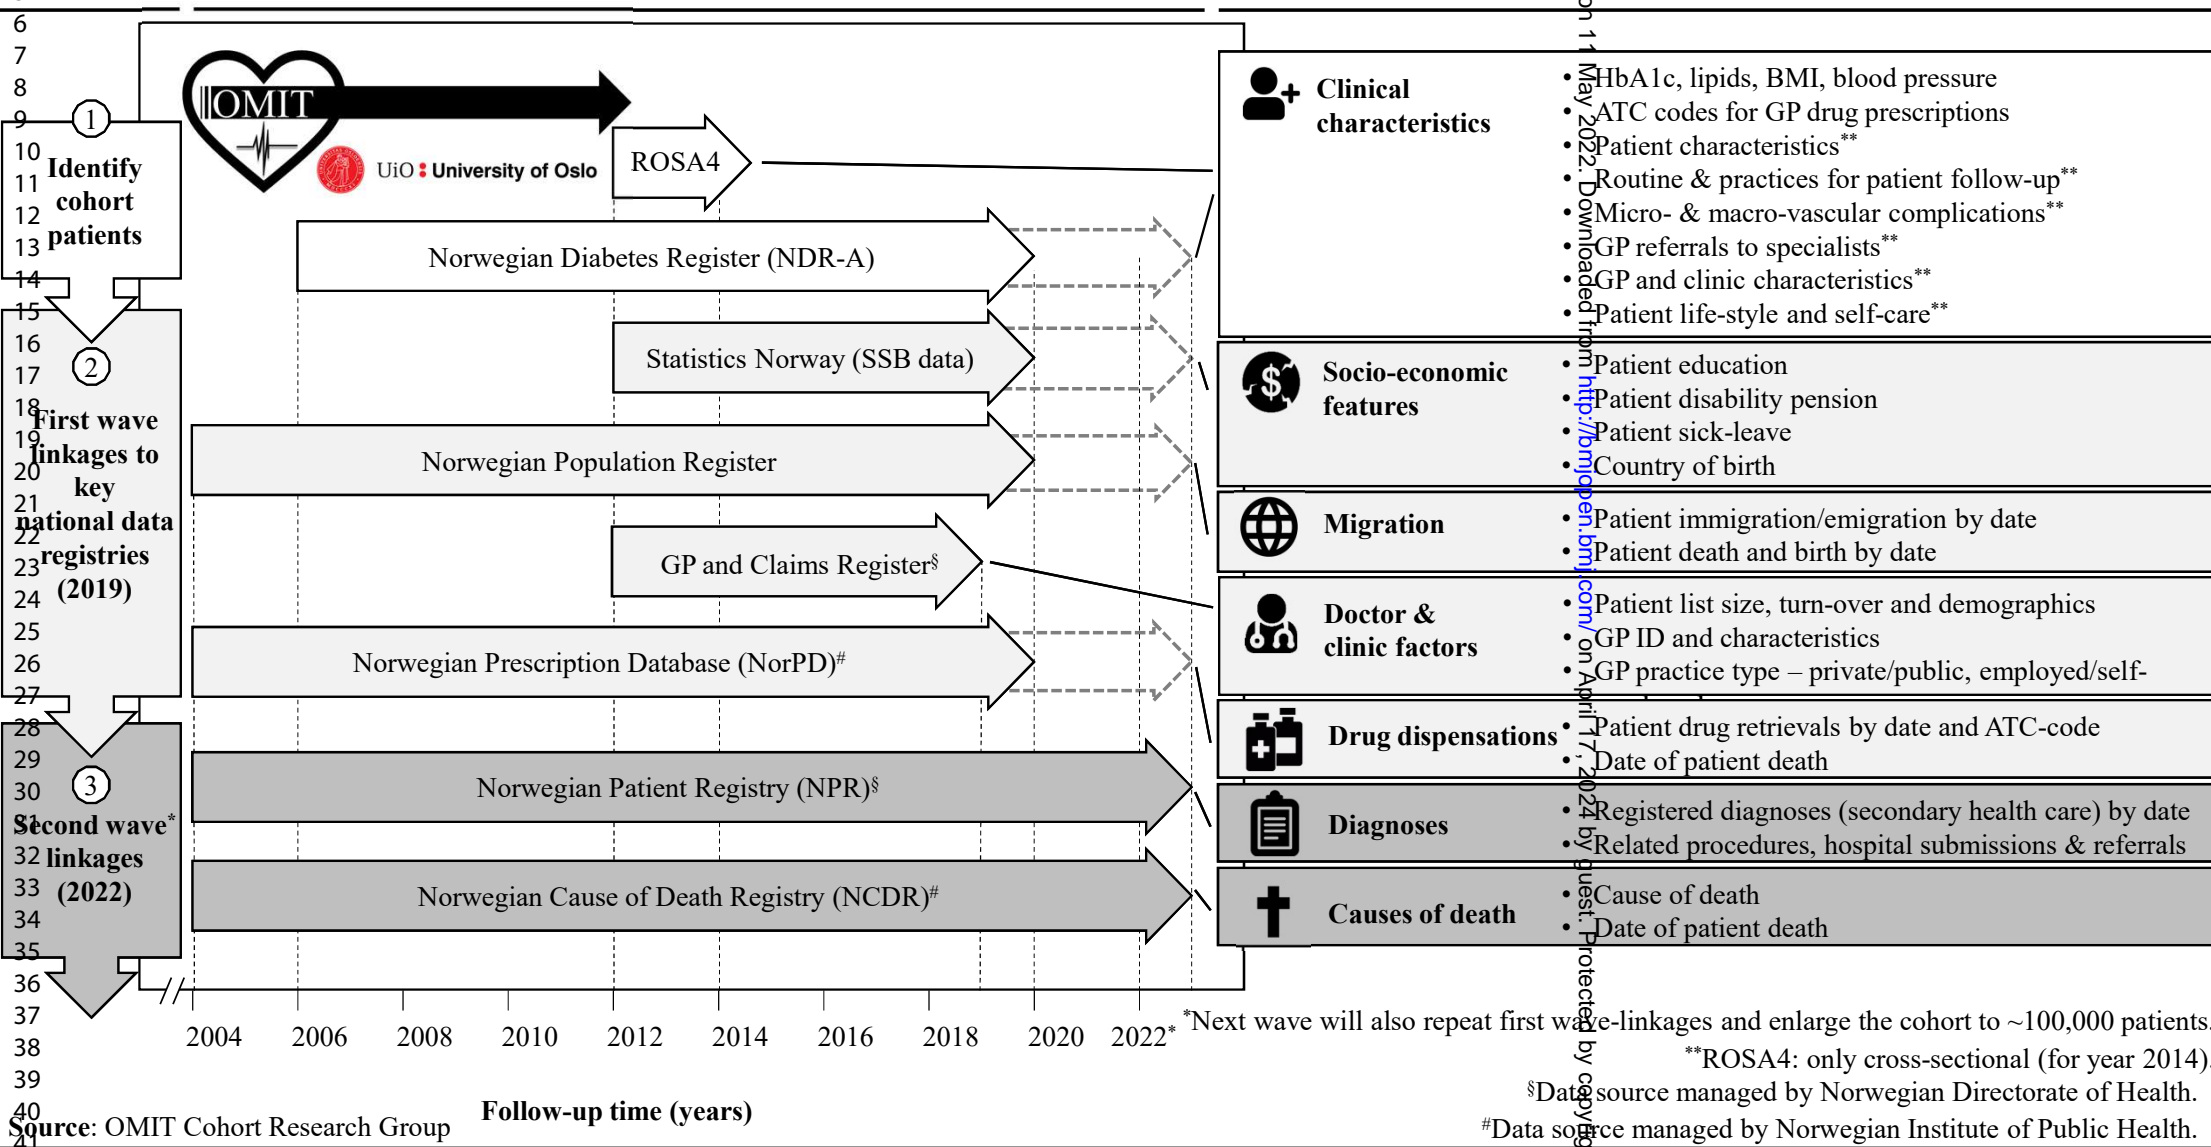 6
7
8
9
10
11
12
13
14
15
16
17
18
19
20
21
22
23
24
25
26
27
28
29
30
31
32
33
34
35
36
37
38
39
40
41
1
Identify
cohort
patients
2
First wave
linkages to
key
national data
registries
(2019)
3
Second wave*
linkages
(2022)
OMIT
UiO : University of Oslo
ROSA4
Norwegian Diabetes Register (NDR-A)
Statistics Norway (SSB data)
Norwegian Population Register
GP and Claims Register§
Norwegian Prescription Database (NorPD)#
Norwegian Patient Registry (NPR)§
Norwegian Cause of Death Registry (NCDR)#
2004 2006 2008 2010 2012 2014 2016 2018 2020 2022*
Follow-up time (years)
Source: OMIT Cohort Research Group
Clinical
characteristics
• HbA1c, lipids, BMI, blood pressure
• ATC codes for GP drug prescriptions
• Patient characteristics**
• Routine & practices for patient follow-up**
• Micro- & macro-vascular complications**
• GP referrals to specialists**
• GP and clinic characteristics**
• Patient life-style and self-care**
Socio-economic
features
• Patient education
• Patient disability pension
• Patient sick-leave
• Country of birth
Migration
• Patient immigration/emigration by date
• Patient death and birth by date
Doctor &
clinic factors
• Patient list size, turn-over and demographics
• GP ID and characteristics
• GP practice type – private/public, employed/self-
Drug dispensations
• Patient drug retrievals by date and ATC-code
• Date of patient death
Diagnoses
• Registered diagnoses (secondary health care) by date
• Related procedures, hospital submissions & referrals
Causes of death
• Cause of death
• Date of patient death
*Next wave will also repeat first wave-linkages and enlarge the cohort to ~100,000 patients.
**ROSA4: only cross-sectional (for year 2014).
§Data source managed by Norwegian Directorate of Health.
#Data source managed by Norwegian Institute of Public Health.
on 11 May 2022. Downloaded from http://bmjopen.bmj.com/ on April 17, 2024 by guest. Protected by